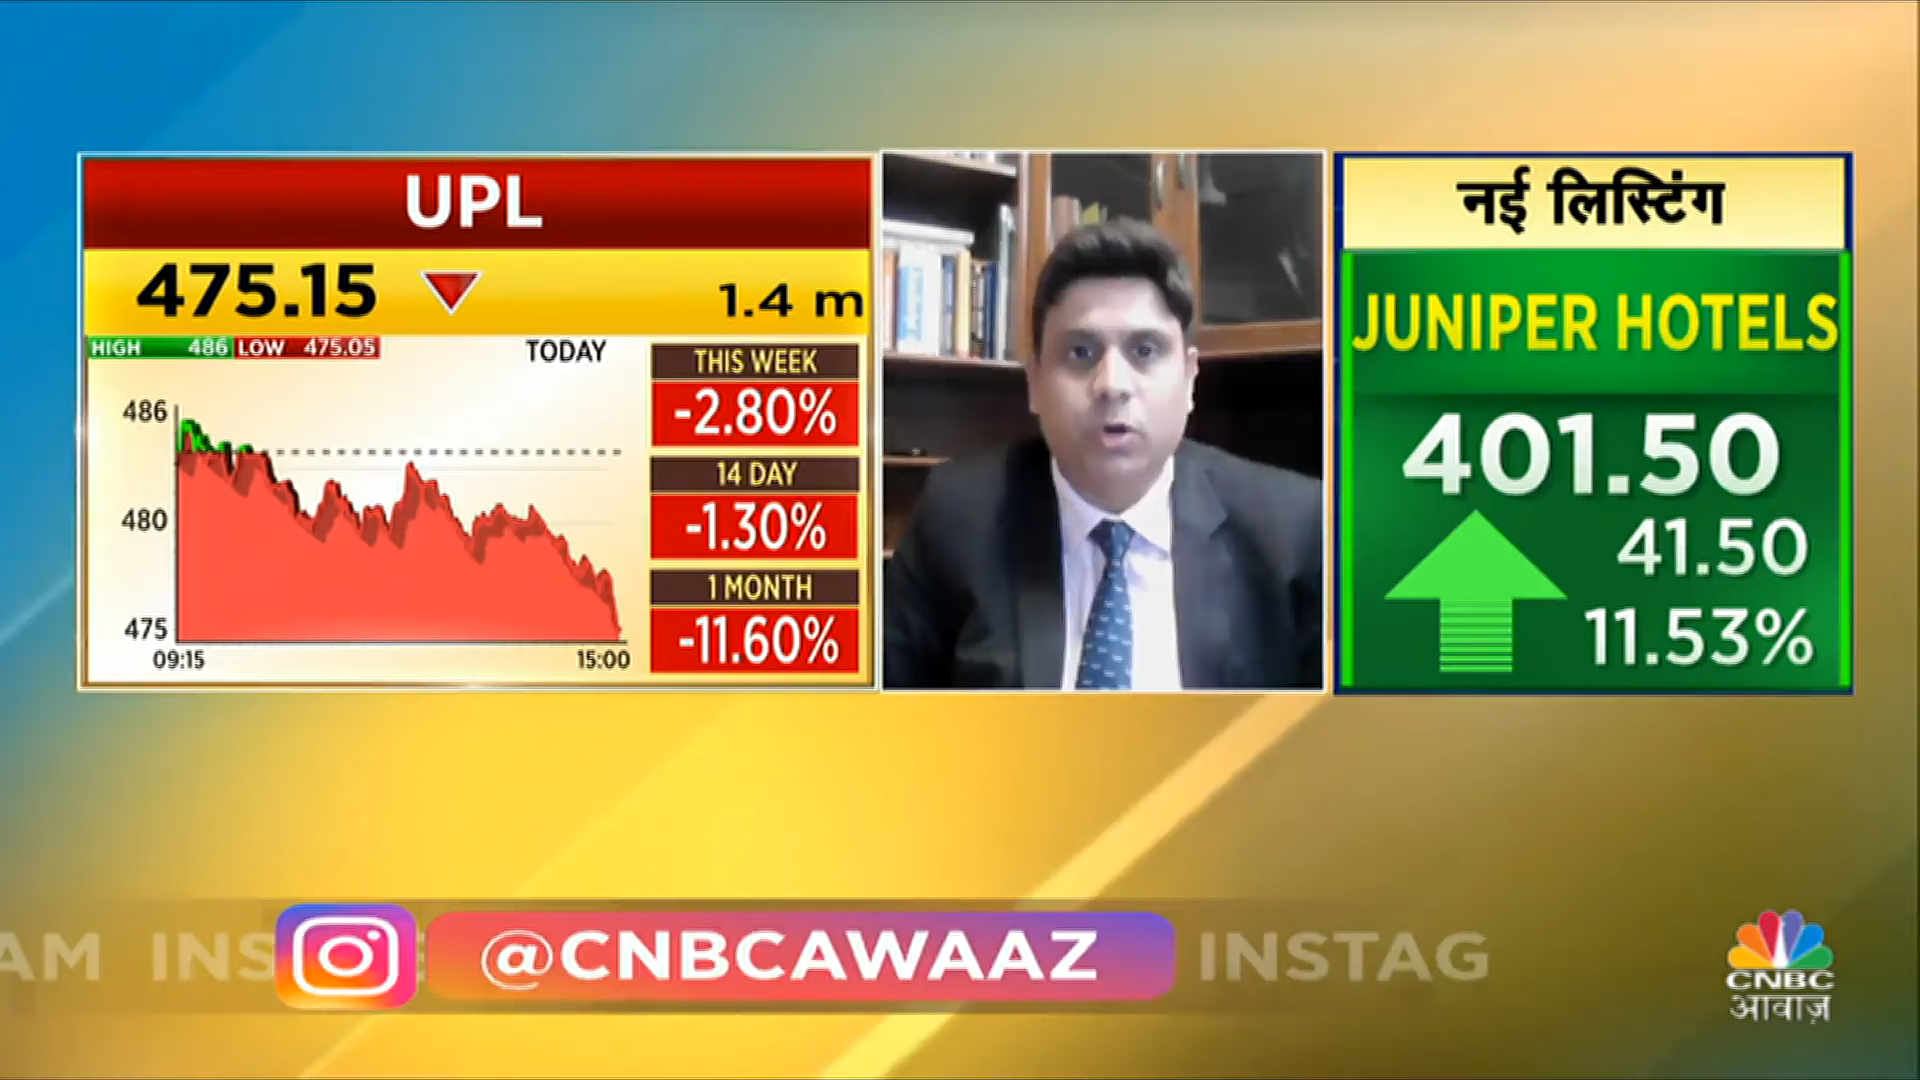 UPL
475.15
1.4 m
HIGH 486 LOW 475.05
TODAY
486
480
475
09:15
15:00
THIS WEEK
-2.80%
14 DAY
-1.30%
1 MONTH
-11.60%
नई लिस्टिंग
JUNIPER HOTELS
401.50
41.50
11.53%
AM INS @CNBCAWAAZ INSTAG
CNBC
आवाज़